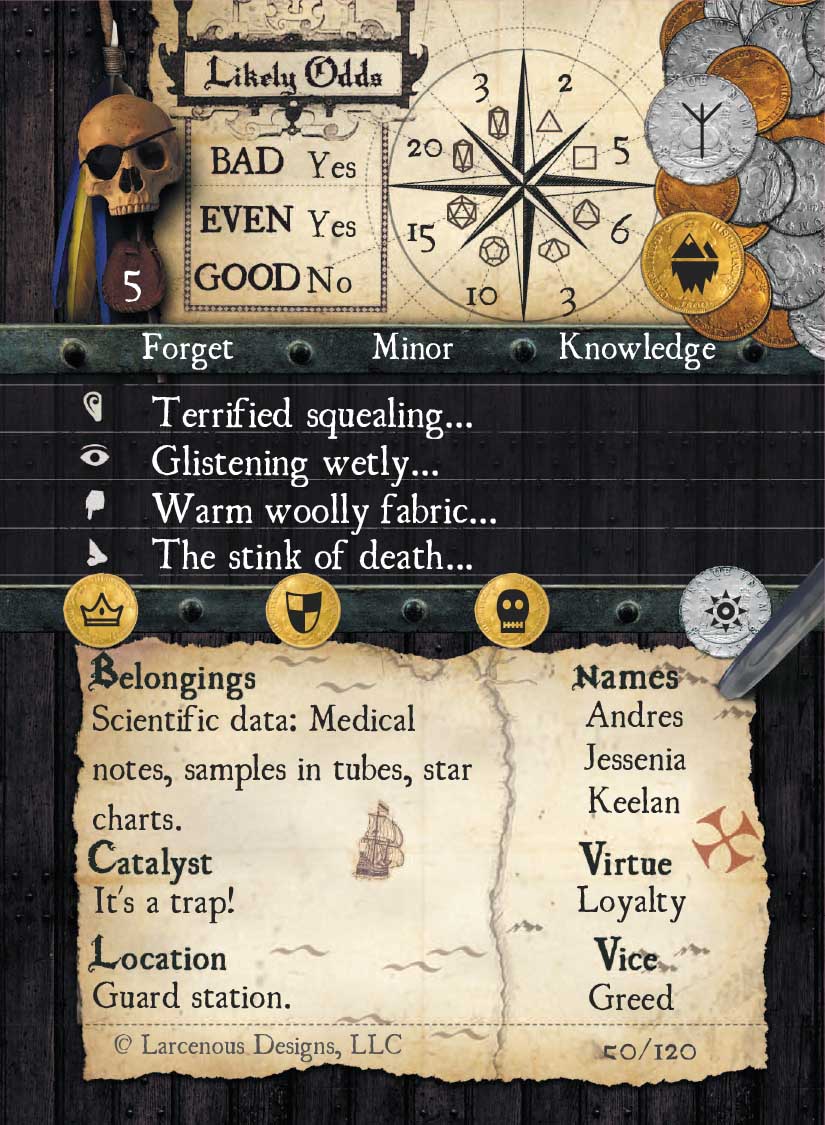 Likely Odds
BAD Yes
EVEN Yes
GOOD No
5
3
2
20
5
15
6
10
3
Forget Minor Knowledge
Terrified squealing...
Glistening wetly...
Warm woolly fabric...
The stink of death...
Belongings
Scientific data: Medical
notes, samples in tubes, star
charts.
Catalyst
It's a trap!
Location
Guard station.
Names
Andres
Jessenia
Keelan
Virtue
Loyalty
Vice
Greed
© Larcenous Designs, LLC
50/120